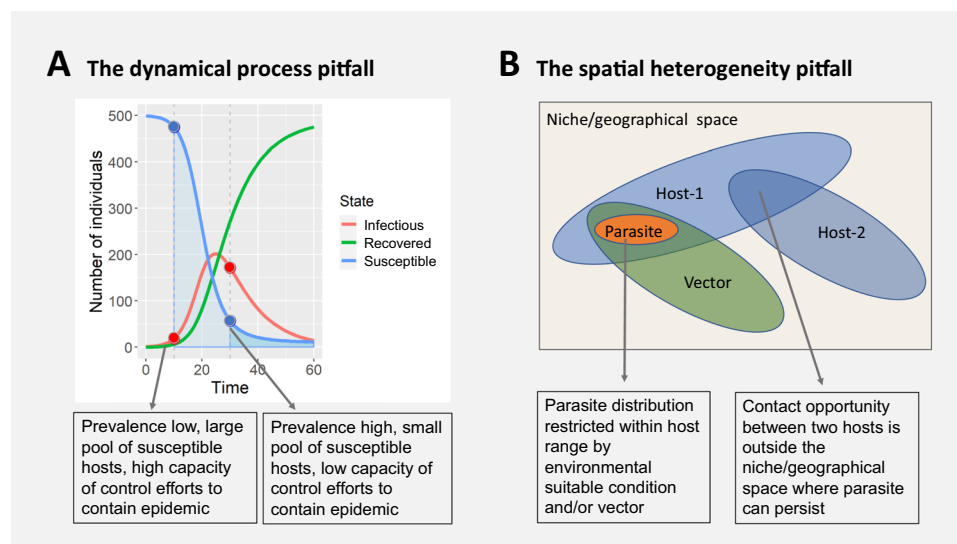 A The dynamical process pitfall
500
400
300
200
100
0
0 20 40 60
Number of individuals
Time
State
Infectious
Recovered
Susceptible
Prevalence low, large
pool of susceptible
hosts, high capacity
of control efforts to
contain epidemic
Prevalence high, small
pool of susceptible
hosts, low capacity of
control efforts to
contain epidemic
B The spatial heterogeneity pitfall
Niche/geographical space
Host-1
Parasite
Host-2
Vector
Parasite distribution
restricted within host
range by
environmental
suitable condition
and/or vector
Contact opportunity
between two hosts is
outside the
niche/geographical
space where parasite
can persist